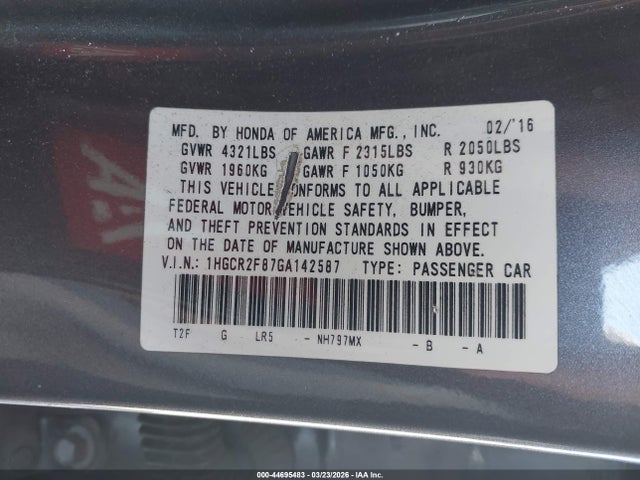 MFD. BY HONDA OF AMERICA MFG., INC. 02/'16
GVWR 4321LBS GAWR F 2315LBS R 2050LBS
GVWR 1960KG GAWR F 1050KG R 930KG
THIS VEHICLE CONFORMS TO ALL APPLICABLE
FEDERAL MOTOR VEHICLE SAFETY, BUMPER,
AND THEFT PREVENTION STANDARDS IN EFFECT
ON THE DATE OF MANUFACTURE SHOWN ABOVE.
V.I.N.: 1HGCR2F87GA142587 TYPE: PASSENGER CAR
T2F G LR5 - NH797MX - B - A
000-44695483 | 03/23/2026 | IAA Inc.